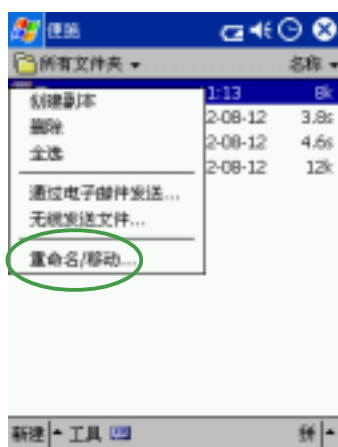 便笺
所有文件夹 名称
创建副本
删除
全选
通过电子邮件发送...
无线发送文件...
重命名/移动...
1:13 8k
2-08-12 3.8s
2-08-12 4.6s
2-08-12 12k
新建 工具 拼